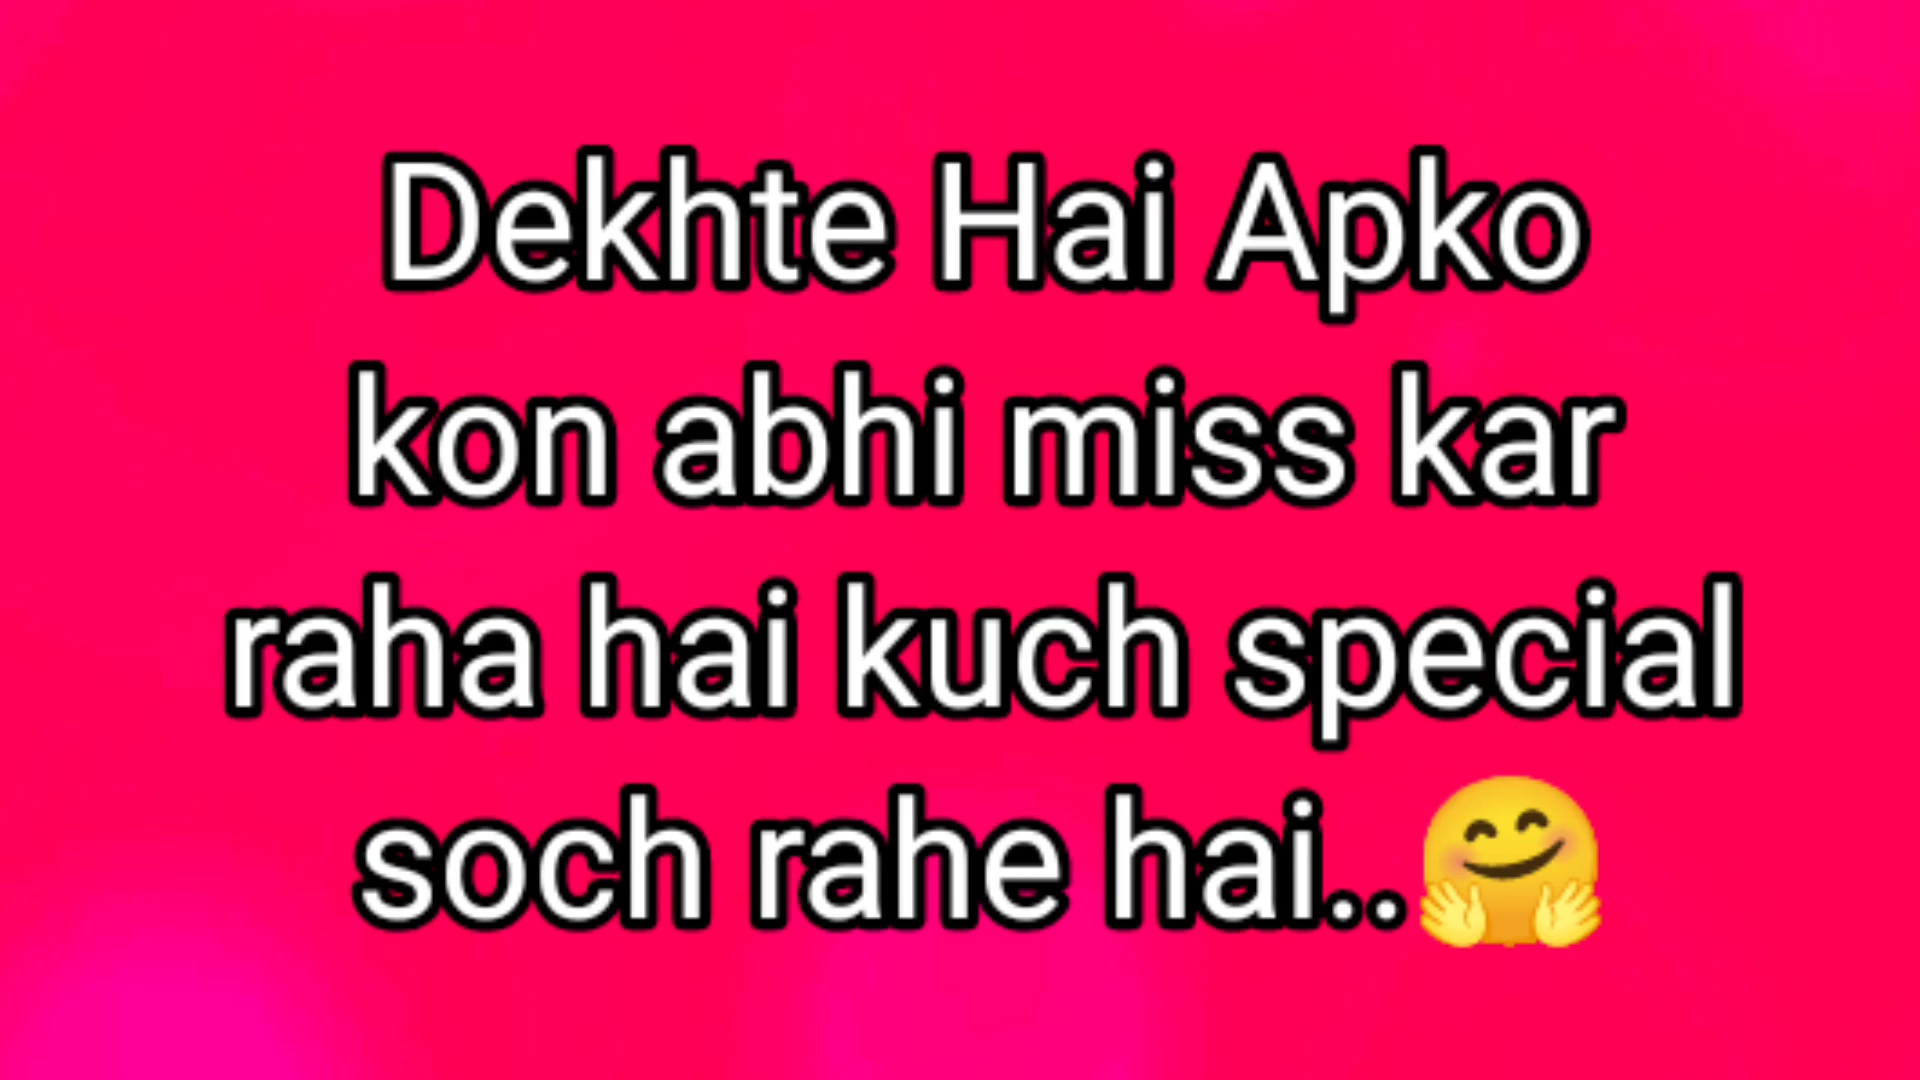 Dekhte Hai Apko
kon abhi miss kar
raha hai kuch special
soch rahe hai..🤗